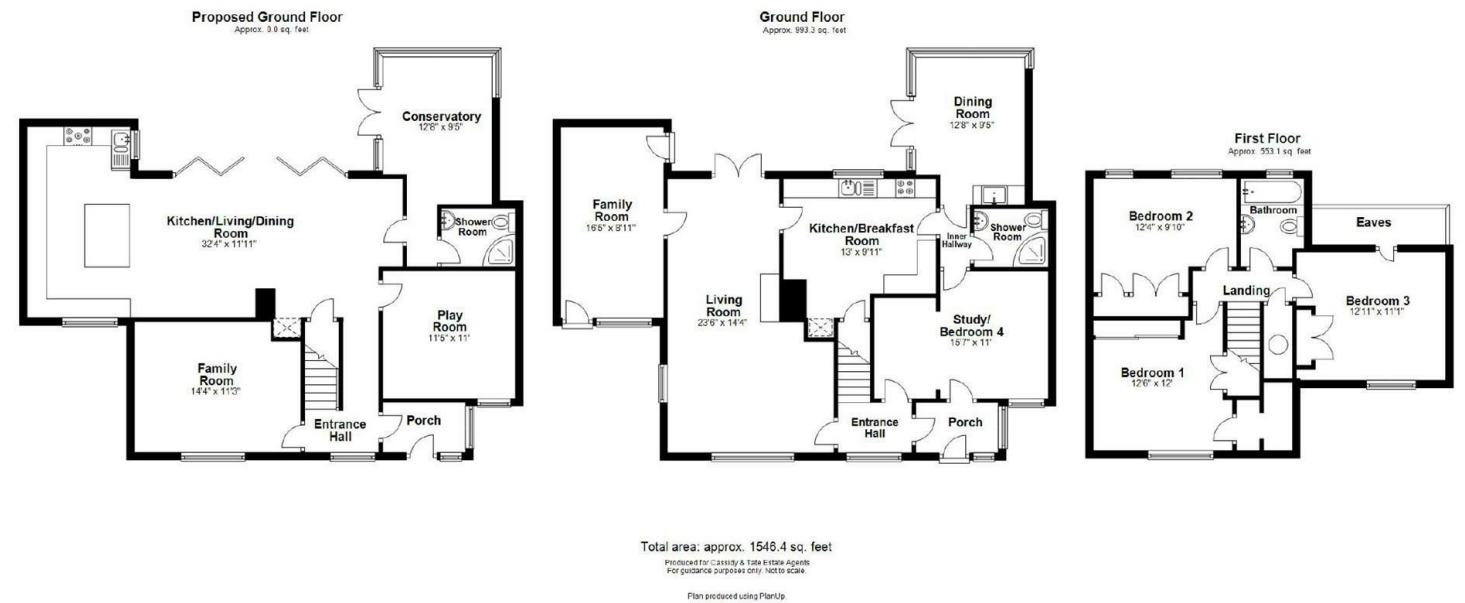 Proposed Ground Floor
Approx. 0.0 sq. feet
Conservatory
12'8" x 9'5"
Kitchen/Living/Dining
Room
32'4" x 11'11"
Shower
Room
Play
Room
11'5" x 11'
Family
Room
14'4" x 11'3"
Entrance
Hall
Porch
Ground Floor
Approx. 993.3 sq. feet
Dining
Room
12'8" x 9'5"
Family
Room
16'5" x 8'11"
Kitchen/Breakfast
Room
13' x 9'11"
Inner
Hallway
Shower
Room
Living
Room
23'6" x 14'4"
Study/
Bedroom 4
15'7" x 11'
Entrance
Hall
Porch
First Floor
Approx. 553.1 sq. feet
Bedroom 2
12'4" x 9'10"
Bathroom
Eaves
Landing
Bedroom 3
12'11" x 11'1"
Bedroom 1
12'6" x 12'
Total area: approx. 1546.4 sq. feet
Produced for Cassidy & Tate Estate Agents
For guidance purposes only. Not to scale.
Plan produced using PlanUp.